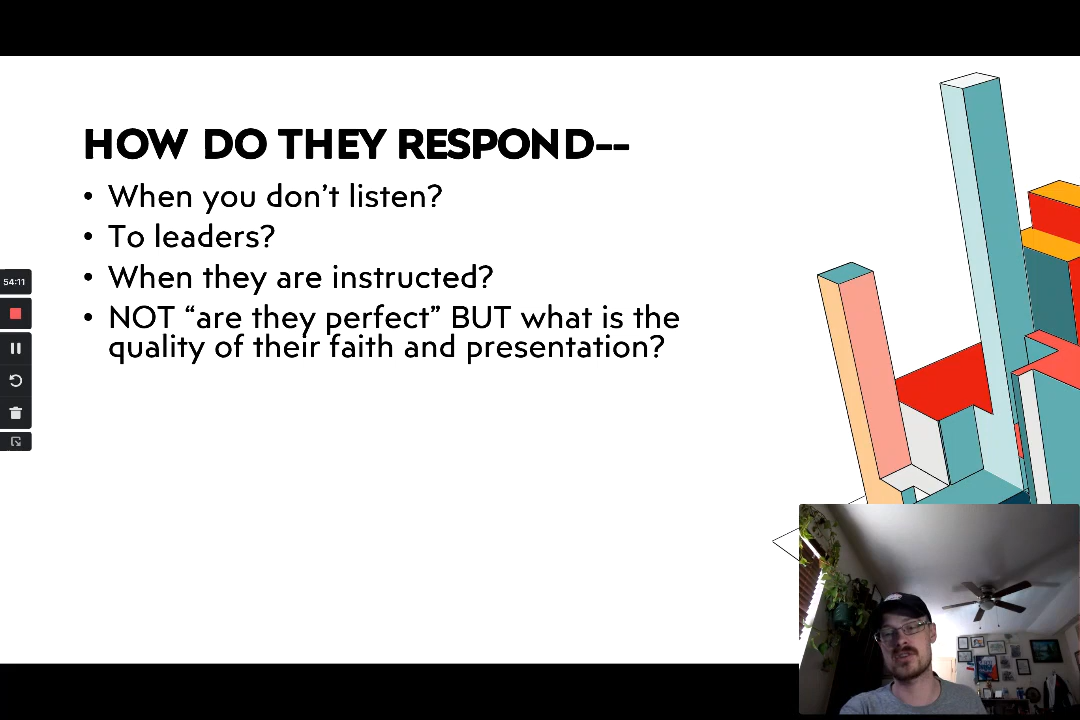 HOW DO THEY RESPOND--
• When you don’t listen?
• To leaders?
• When they are instructed?
• NOT “are they perfect” BUT what is the
quality of their faith and presentation?
54:11